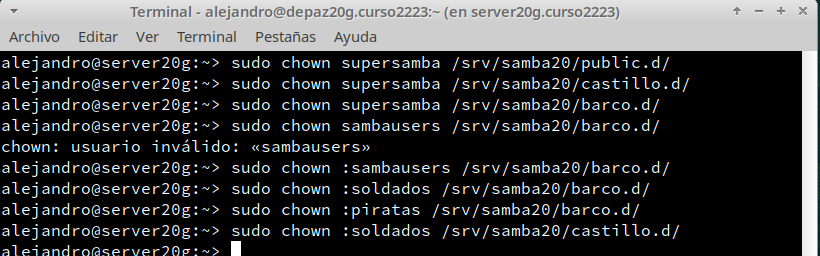 Terminal - alejandro@depaz20g.curso2223:~ (en server20g.curso2223)
Archivo Editar Ver Terminal Pestañas Ayuda
alejandro@server20g:~> sudo chown supersamba /srv/samba20/public.d/
alejandro@server20g:~> sudo chown supersamba /srv/samba20/castillo.d/
alejandro@server20g:~> sudo chown supersamba /srv/samba20/barco.d/
alejandro@server20g:~> sudo chown sambausers /srv/samba20/barco.d/
chown: usuario inválido: «sambausers»
alejandro@server20g:~> sudo chown :sambausers /srv/samba20/barco.d/
alejandro@server20g:~> sudo chown :soldados /srv/samba20/barco.d/
alejandro@server20g:~> sudo chown :piratas /srv/samba20/barco.d/
alejandro@server20g:~> sudo chown :soldados /srv/samba20/castillo.d/
alejandro@server20g:~>